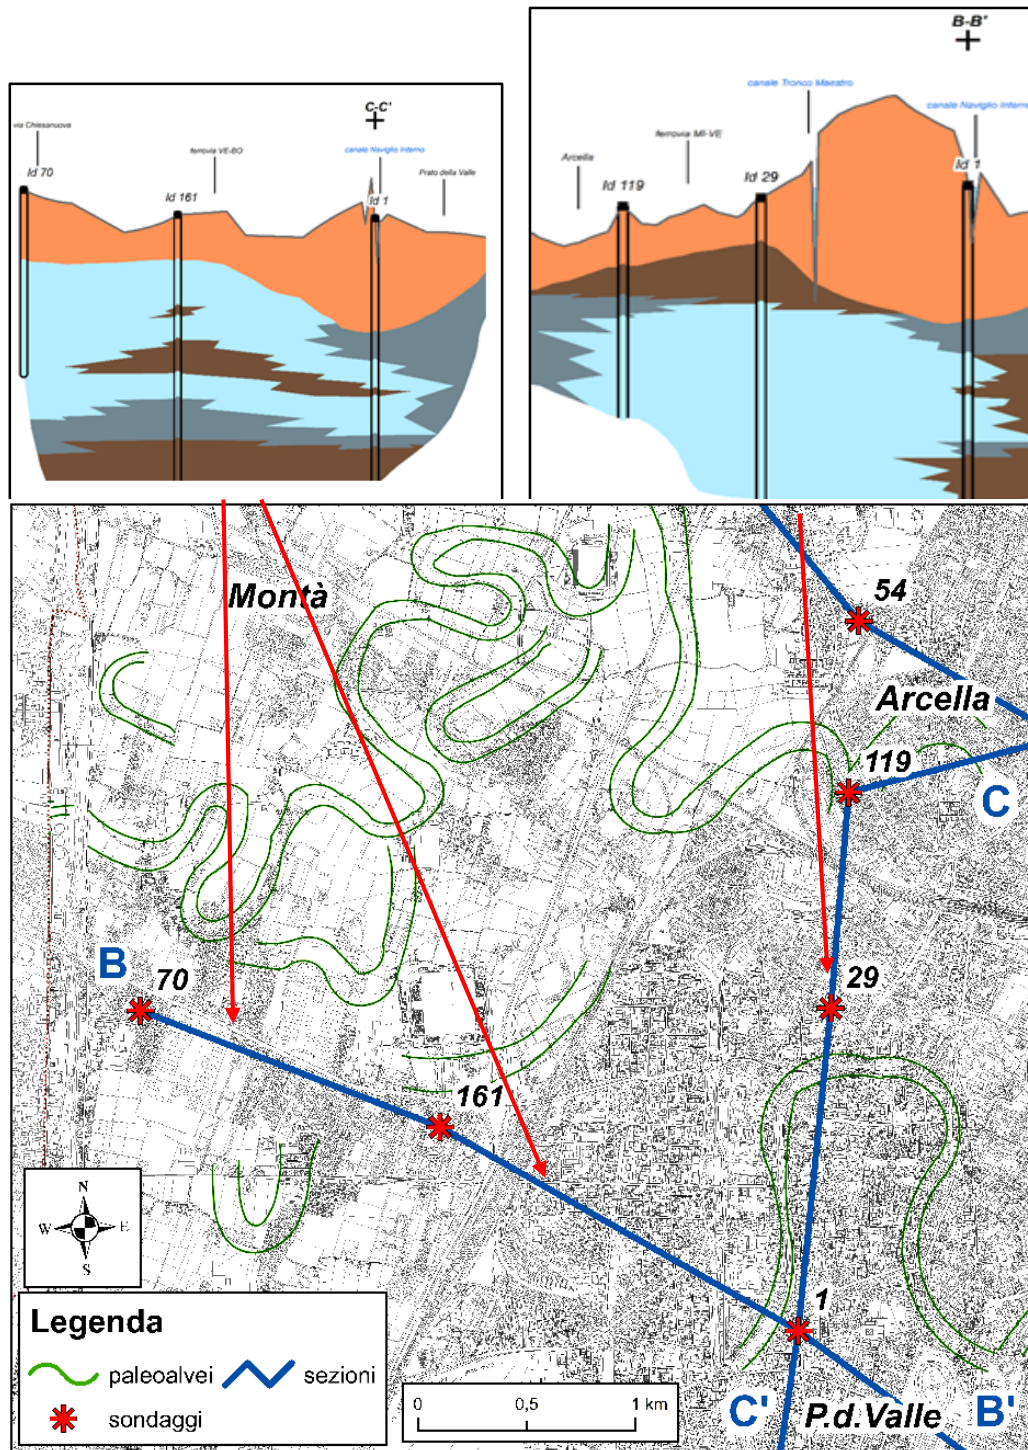 via Chiesanuova
Id 70
Id 161
ferrovia VE-BO
C-C'
canale Naviglio Interno
Id 1
Prato della Valle
B-B'
canale Tronco Maestro
canale Naviglio Interno
ferrovia MI-VE
Arcella
Id 119
Id 29
Id 1
Montà
54
Arcella
119
C
B
70
29
161
N
W E
S
1
Legenda
paleoalvei
sezioni
sondaggi
0 0,5 1 km
C'
P.d.Valle
B'